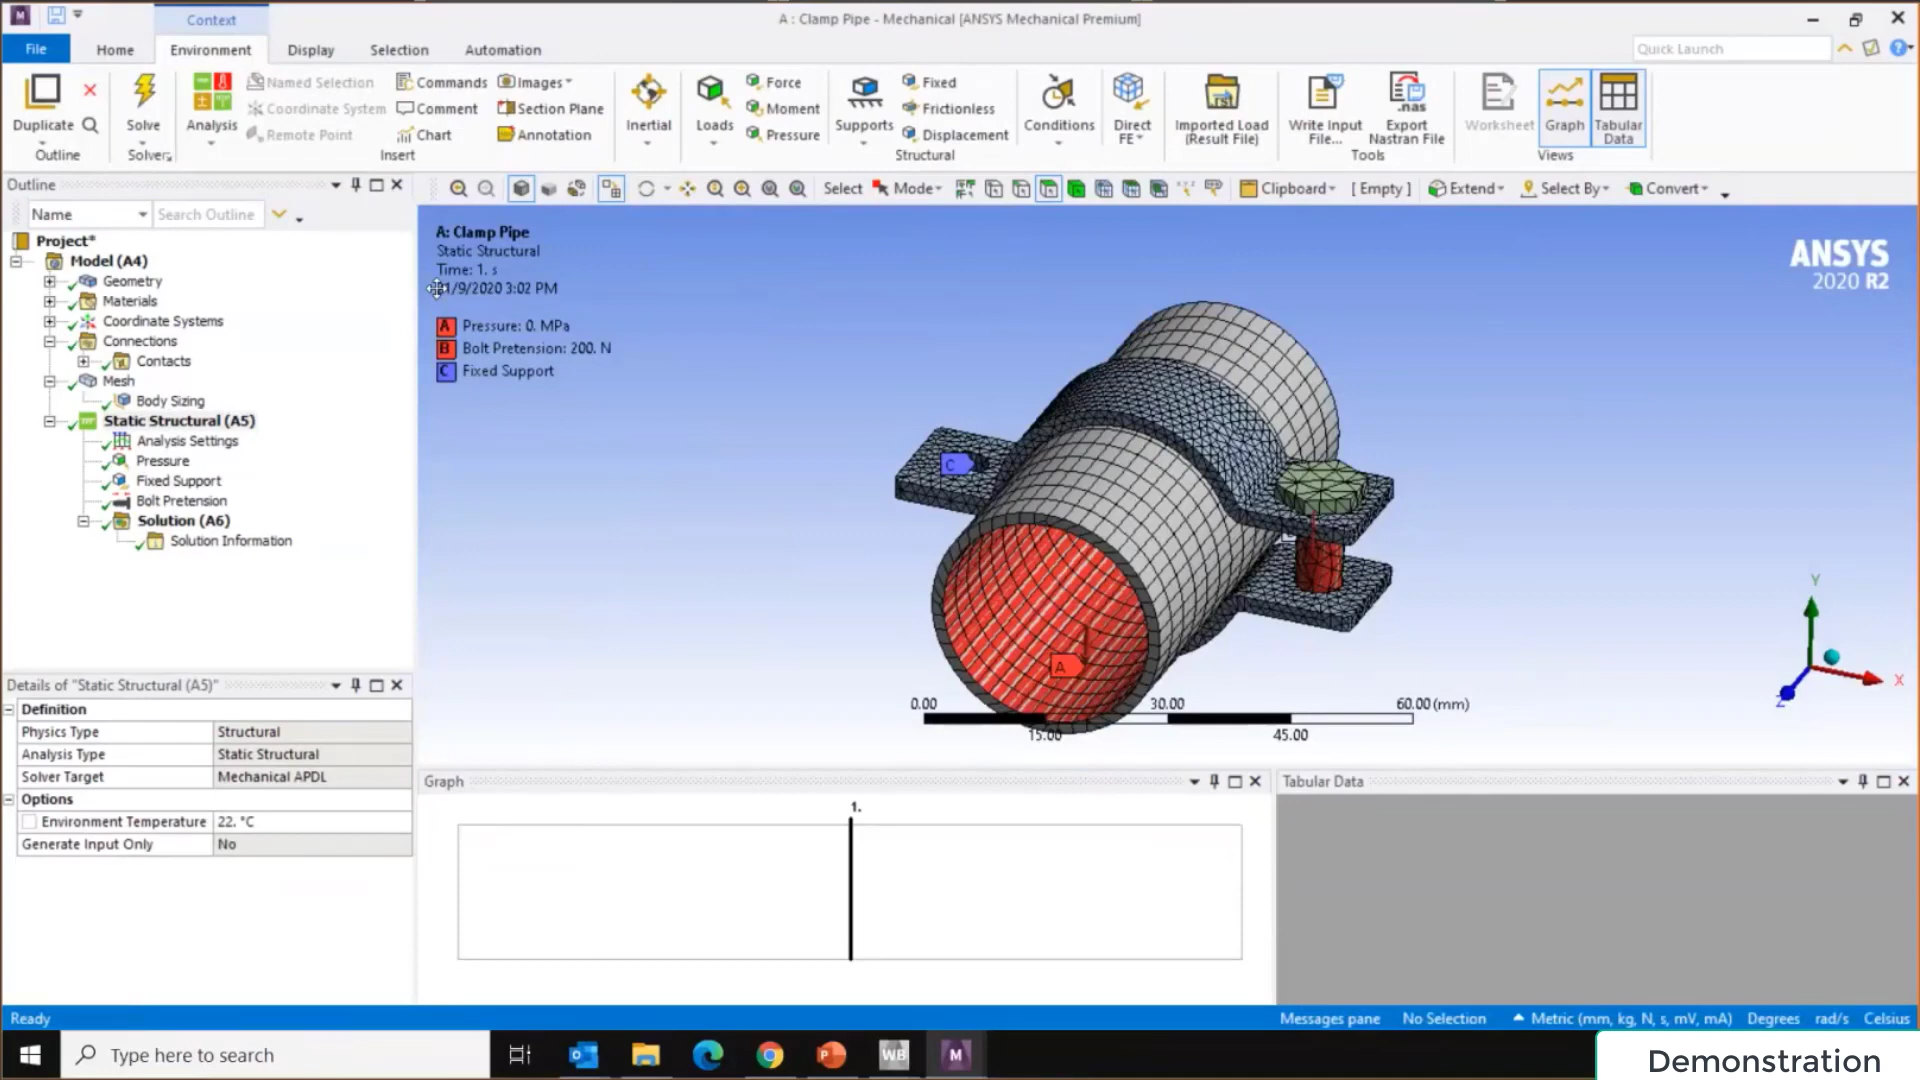 Context
A : Clamp Pipe - Mechanical [ANSYS Mechanical Premium]
File
Home
Environment
Display
Selection
Automation
Quick Launch
Duplicate
Outline
Solve
Solver
Analysis
Named Selection
Coordinate System
Remote Point
Commands
Comment
Chart
Images
Section Plane
Annotation
Insert
Inertial
Loads
Force
Moment
Pressure
Supports
Fixed
Frictionless
Displacement
Structural
Conditions
Direct
FE
Imported Load
(Result File)
Write Input
File...
.nas
Export
Nastran File
Tools
Worksheet
Graph
Tabular
Data
Views
Outline
Name
Search Outline
Select
Mode
Clipboard
[ Empty ]
Extend
Select By
Convert
Project*
Model (A4)
Geometry
Materials
Coordinate Systems
Connections
Contacts
Mesh
Body Sizing
Static Structural (A5)
Analysis Settings
Pressure
Fixed Support
Bolt Pretension
Solution (A6)
Solution Information
A: Clamp Pipe
Static Structural
Time: 1. s
1/9/2020 3:02 PM
A Pressure: 0. MPa
B Bolt Pretension: 200. N
C Fixed Support
ANSYS
2020 R2
C
A
0.00
30.00
60.00 (mm)
15.00
45.00
Y
X
Z
Details of "Static Structural (A5)"
Definition
Physics Type Structural
Analysis Type Static Structural
Solver Target Mechanical APDL
Options
Environment Temperature 22. °C
Generate Input Only No
Graph
1.
Tabular Data
Ready
Messages pane
No Selection
Metric (mm, kg, N, s, mV, mA)
Degrees
rad/s
Celsius
Type here to search
WB
M
Demonstration